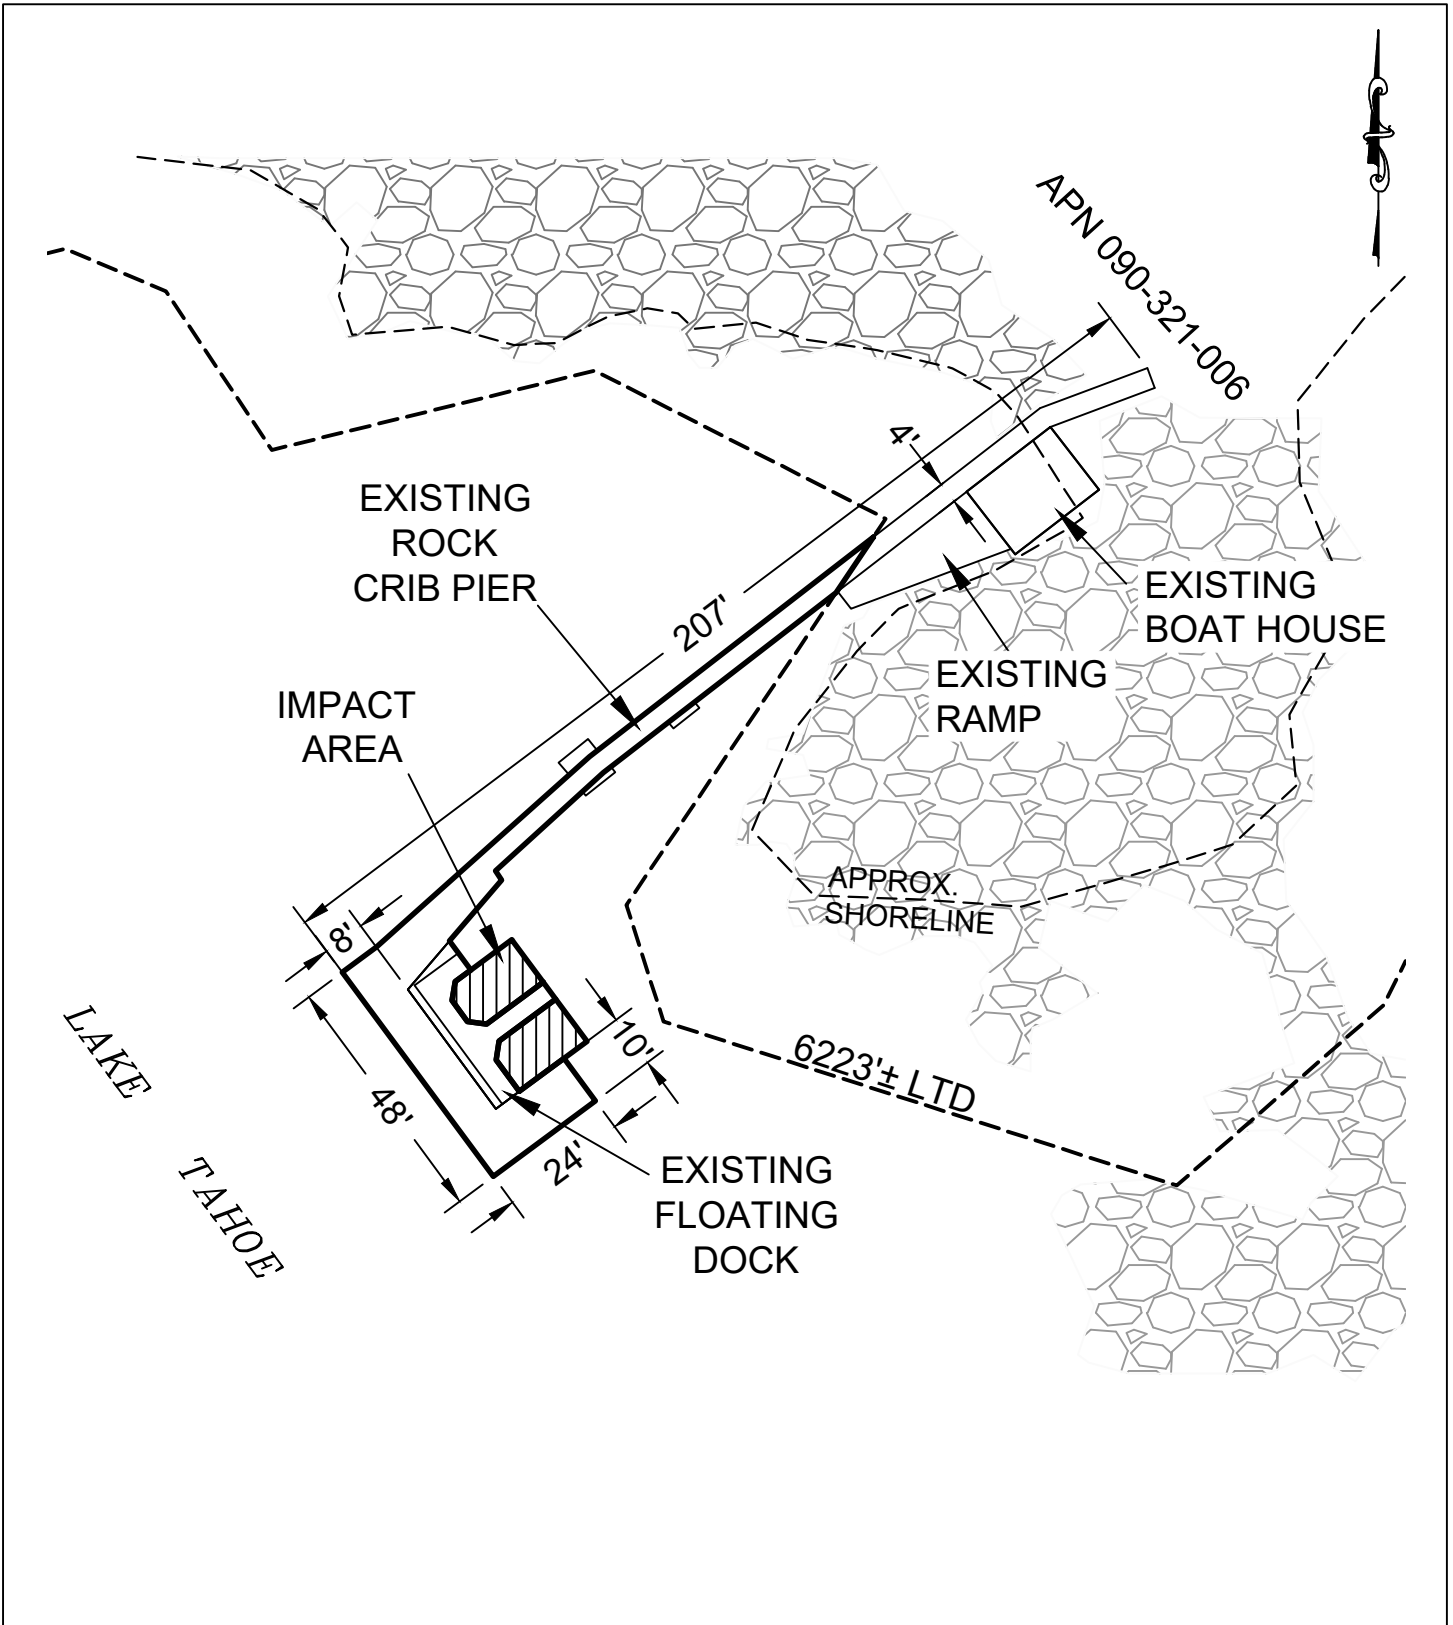 APN 090-321-006
4'
EXISTING
ROCK
CRIB PIER
207'
EXISTING
BOAT HOUSE
EXISTING
RAMP
IMPACT
AREA
APPROX.
SHORELINE
8'
10'
6223'± LTD
48'
24'
LAKE
TAHOE
EXISTING
FLOATING
DOCK